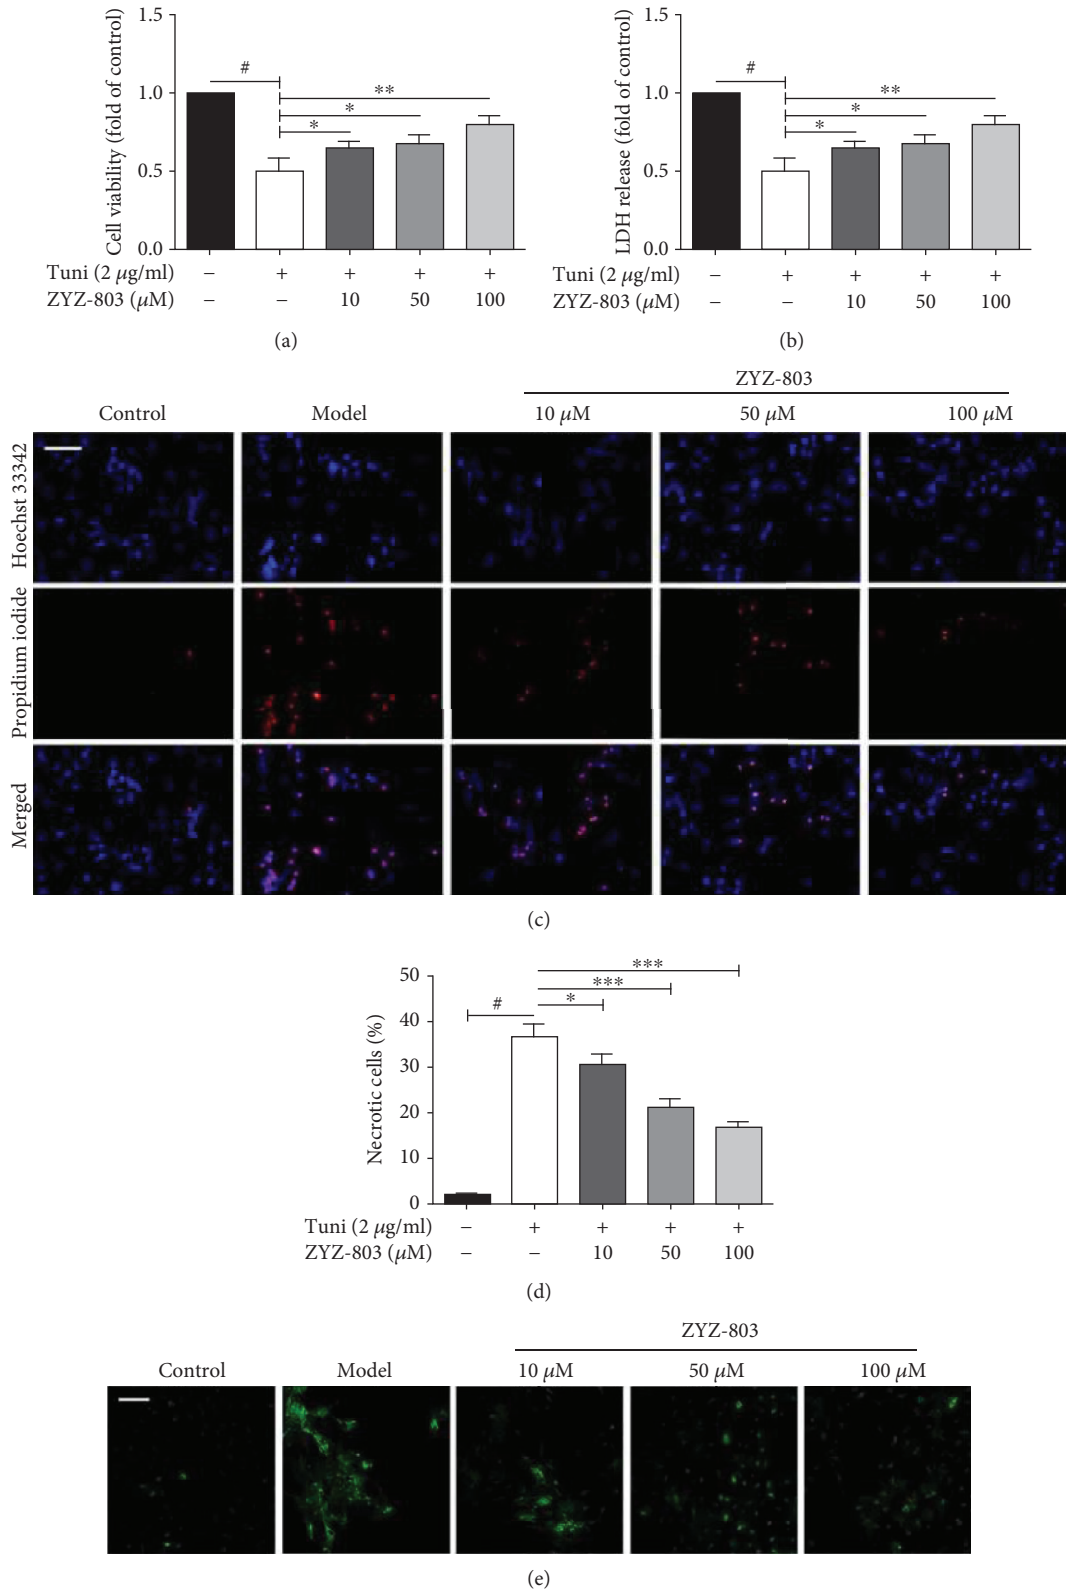 Cell viability (fold of control)
1.5
1.0
0.5
0.0
#
*
*
**
Tuni (2 μg/ml) − + + + +
ZYZ-803 (μM) − − 10 50 100
(a)
LDH release (fold of control)
1.5
1.0
0.5
0.0
#
*
*
**
Tuni (2 μg/ml) − + + + +
ZYZ-803 (μM) − − 10 50 100
(b)
ZYZ-803
Control Model 10 μM 50 μM 100 μM
Hoechst 33342
Propidium iodide
Merged
(c)
Necrotic cells (%)
50
40
30
20
10
0
#
*
***
***
Tuni (2 μg/ml) − + + + +
ZYZ-803 (μM) − − 10 50 100
(d)
ZYZ-803
Control Model 10 μM 50 μM 100 μM
(e)